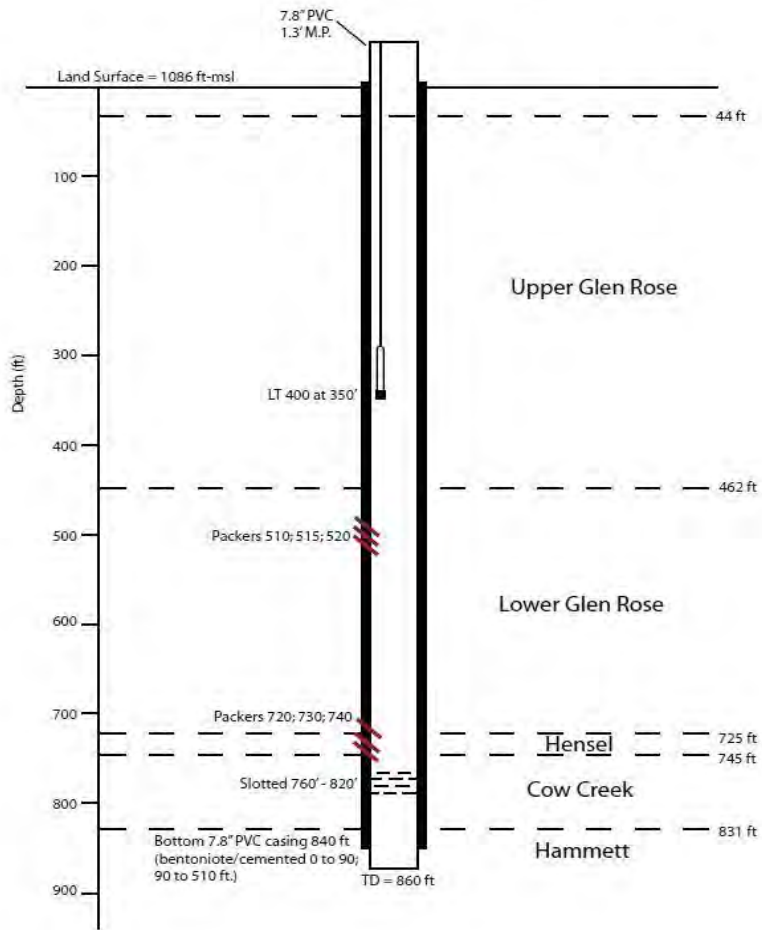 7.8" PVC
1.3' M.P.
Land Surface = 1086 ft-msl
44 ft
100
200
Upper Glen Rose
300
Depth (ft)
LT 400 at 350'
400
462 ft
500
Packers 510; 515; 520
Lower Glen Rose
600
700
Packers 720; 730; 740
725 ft
Hensel
745 ft
Slotted 760' - 820'
Cow Creek
800
831 ft
Bottom 7.8" PVC casing 840 ft
(bentoniote/cemented 0 to 90;
90 to 510 ft.)
Hammett
TD = 860 ft
900